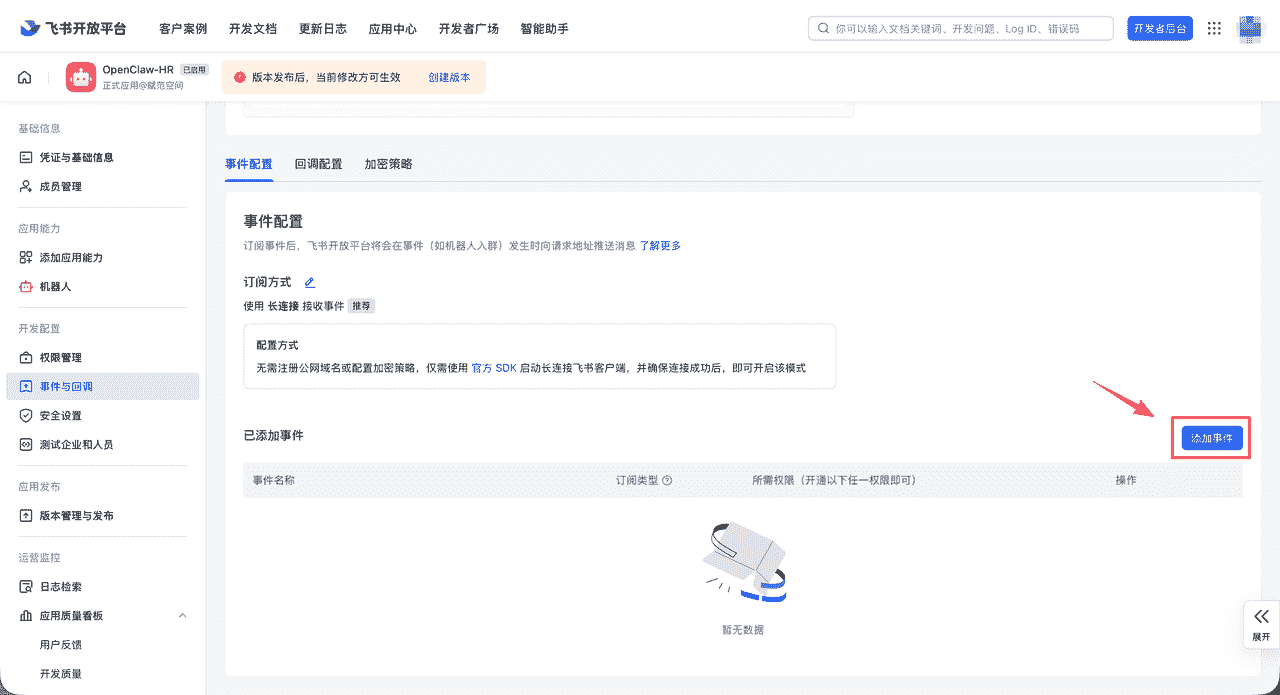 飞书开放平台 客户案例 开发文档 更新日志 应用中心 开发者广场 智能助手 你可以输入文档关键词、开发问题、Log ID、错误码 开发者后台
OpenClaw-HR 已启用
正式应用@赋范空间
版本发布后，当前修改方可生效 创建版本
基础信息
凭证与基础信息
成员管理
应用能力
添加应用能力
机器人
开发配置
权限管理
事件与回调
安全设置
测试企业和人员
应用发布
版本管理与发布
运营监控
日志检索
应用质量看板
用户反馈
开发质量
事件配置 回调配置 加密策略
事件配置
订阅事件后，飞书开放平台将会在事件（如机器人入群）发生时向请求地址推送消息 了解更多
订阅方式
使用 长连接 接收事件 推荐
配置方式
无需注册公网域名或配置加密策略，仅需使用 官方 SDK 启动长连接飞书客户端，并确保连接成功后，即可开启该模式
已添加事件 添加事件
事件名称 订阅类型 所需权限（开通以下任一权限即可） 操作
暂无数据
展开